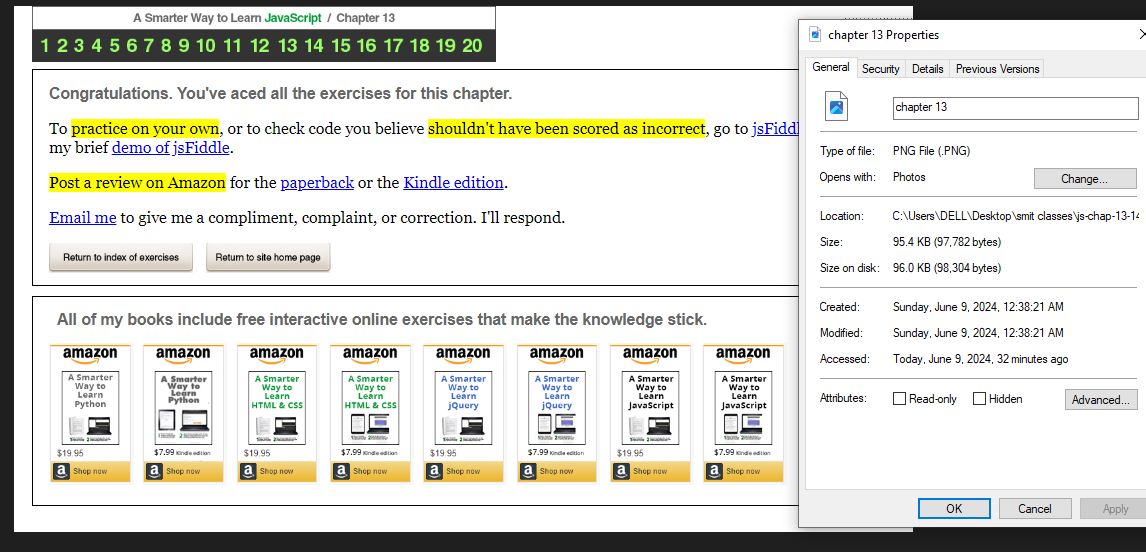 A Smarter Way to Learn JavaScript / Chapter 13
1 2 3 4 5 6 7 8 9 10 11 12 13 14 15 16 17 18 19 20
Congratulations. You've aced all the exercises for this chapter.
To practice on your own, or to check code you believe shouldn't have been scored as incorrect, go to jsFiddl
my brief demo of jsFiddle.
Post a review on Amazon for the paperback or the Kindle edition.
Email me to give me a compliment, complaint, or correction. I'll respond.
Return to index of exercises Return to site home page
All of my books include free interactive online exercises that make the knowledge stick.
amazon amazon amazon amazon amazon amazon amazon amazon
A Smarter A Smarter A Smarter A Smarter A Smarter A Smarter A Smarter A Smarter
Way to Way to Way to Way to Way to Way to Way to Way to
Learn Learn Learn Learn Learn Learn Learn Learn
Python Python HTML & CSS HTML & CSS jQuery jQuery JavaScript JavaScript
$19.95 $7.99 Kindle edition $19.95 $7.99 Kindle edition $19.95 $7.99 Kindle edition $19.95 $7.99 Kindle edition
a Shop now a Shop now a Shop now a Shop now a Shop now a Shop now a Shop now a Shop now
chapter 13 Properties
General Security Details Previous Versions
chapter 13
Type of file: PNG File (.PNG)
Opens with: Photos Change...
Location: C:\Users\DELL\Desktop\smit classes\js-chap-13-14
Size: 95.4 KB (97,782 bytes)
Size on disk: 96.0 KB (98,304 bytes)
Created: Sunday, June 9, 2024, 12:38:21 AM
Modified: Sunday, June 9, 2024, 12:38:21 AM
Accessed: Today, June 9, 2024, 32 minutes ago
Attributes: Read-only Hidden Advanced...
OK Cancel Apply